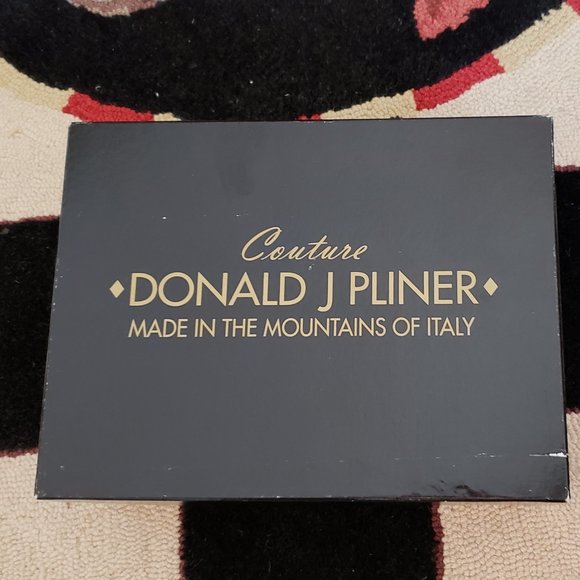 Couture
♦DONALD J PLINER♦
MADE IN THE MOUNTAINS OF ITALY